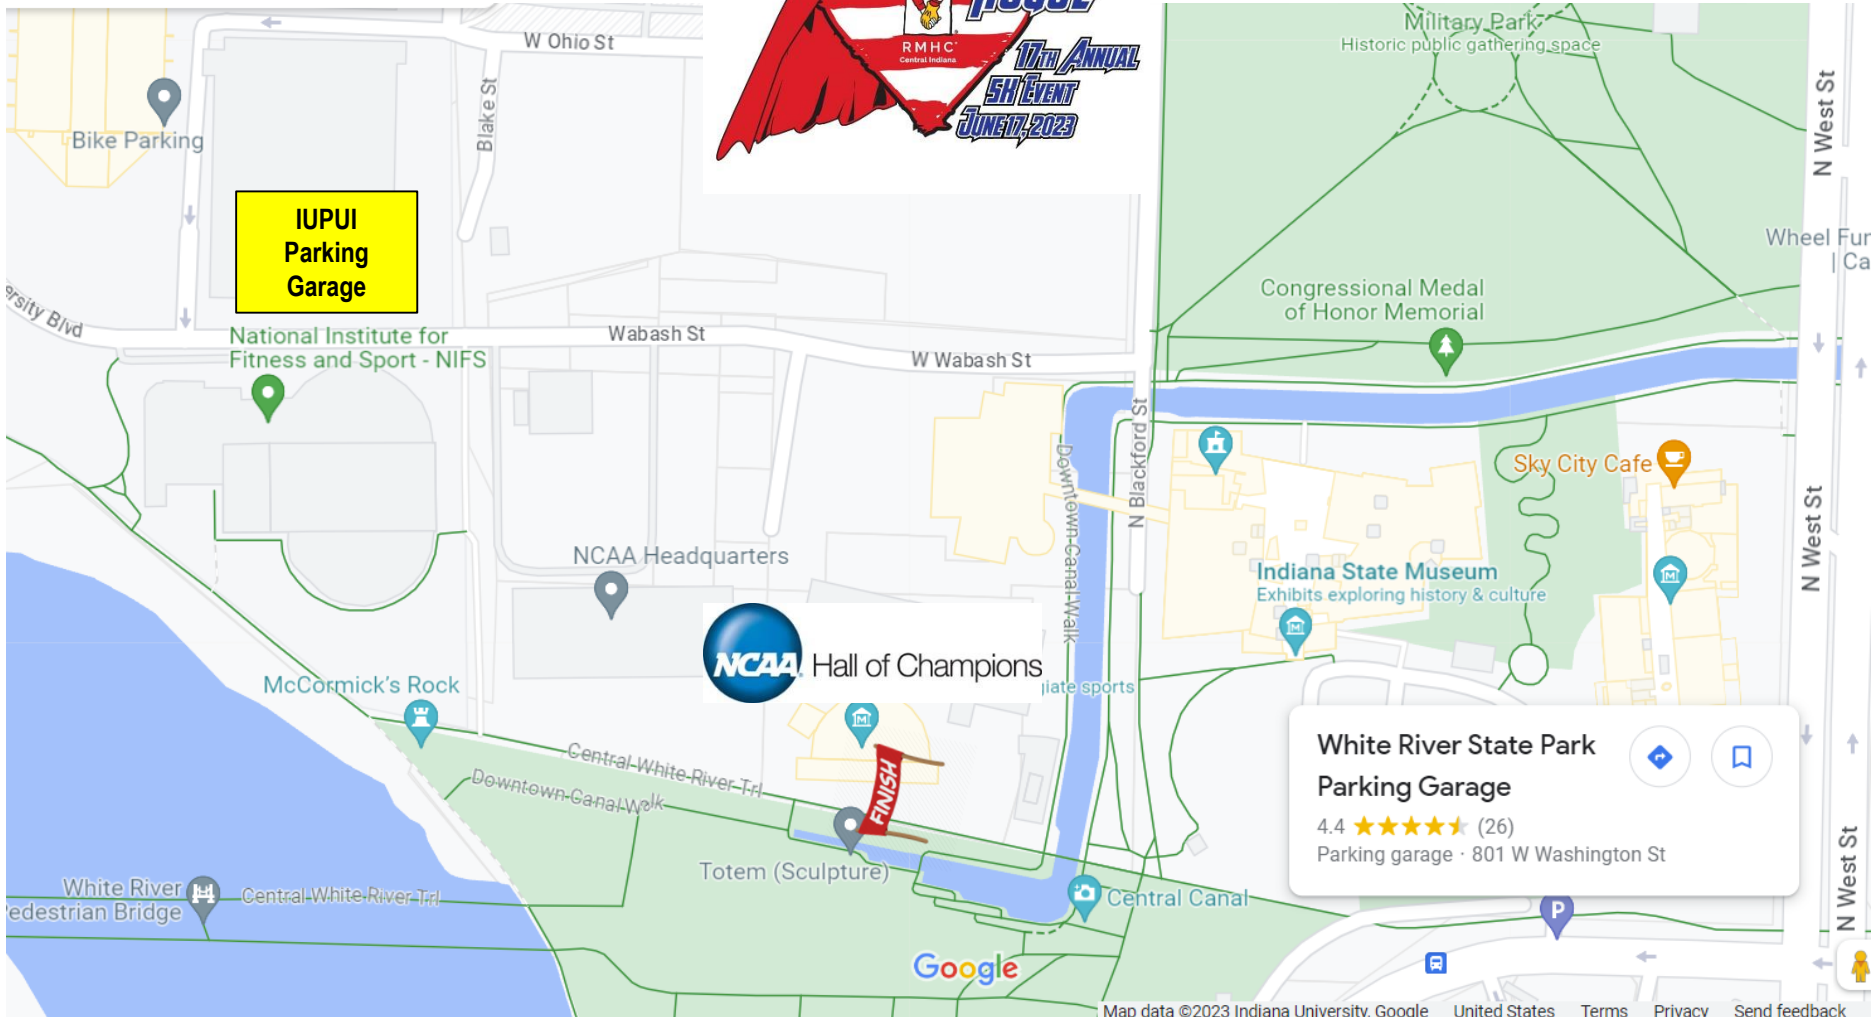 W Ohio St
RMHC
Central Indiana
17TH ANNUAL
5K EVENT
JUNE 17, 2023
Military Park
Historic public gathering space
N West St
Bike Parking
Blake St
IUPUI
Parking
Garage
Wheel Fun
| Ca
ersity Blvd
National Institute for
Fitness and Sport - NIFS
Wabash St
W Wabash St
Congressional Medal
of Honor Memorial
N Blackford St
Downtown Canal Walk
Sky City Cafe
N West St
NCAA Headquarters
Indiana State Museum
Exhibits exploring history & culture
NCAA Hall of Champions
giate sports
McCormick's Rock
Central White River Trl
Downtown Canal Walk
FINISH
White River State Park
Parking Garage
4.4 (26)
Parking garage · 801 W Washington St
Totem (Sculpture)
White River
Pedestrian Bridge
Central White River Trl
Central Canal
P
N West St
Google
Map data ©2023 Indiana University, Google United States Terms Privacy Send feedback